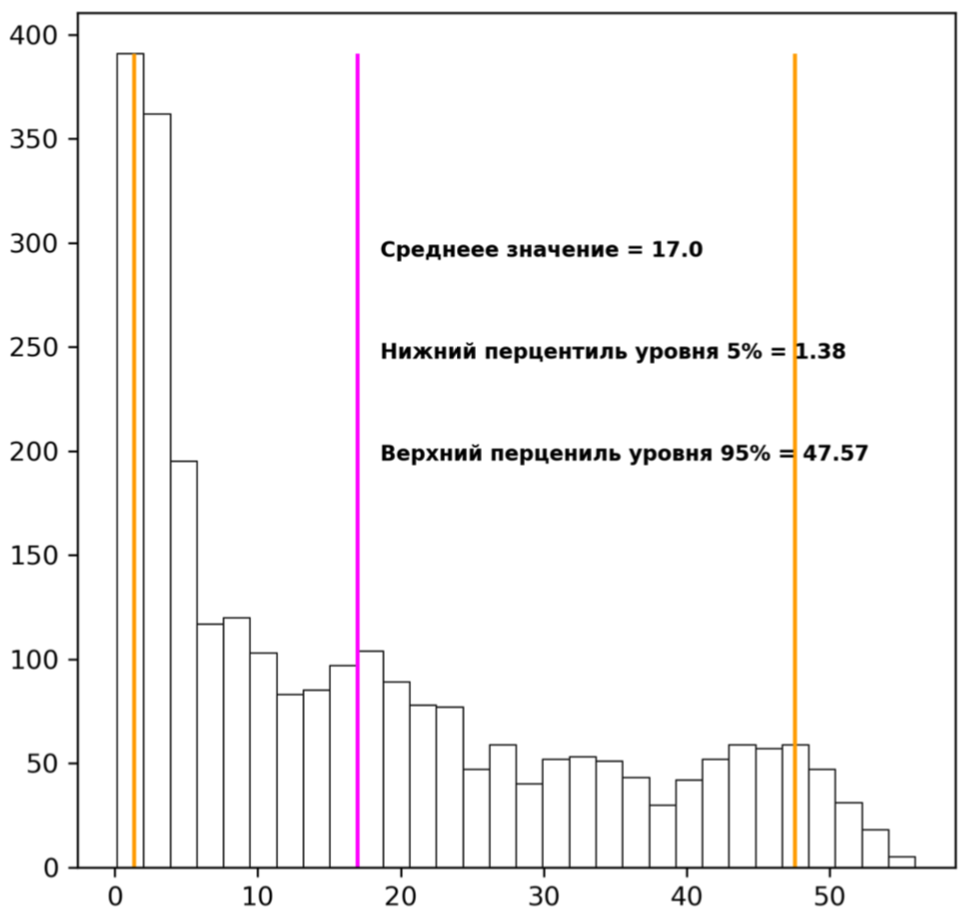 400
350
300
Среднеее значение = 17.0
250
Нижний перцентиль уровня 5% = 1.38
200
Верхний перцениль уровня 95% = 47.57
150
100
50
0
0 10 20 30 40 50